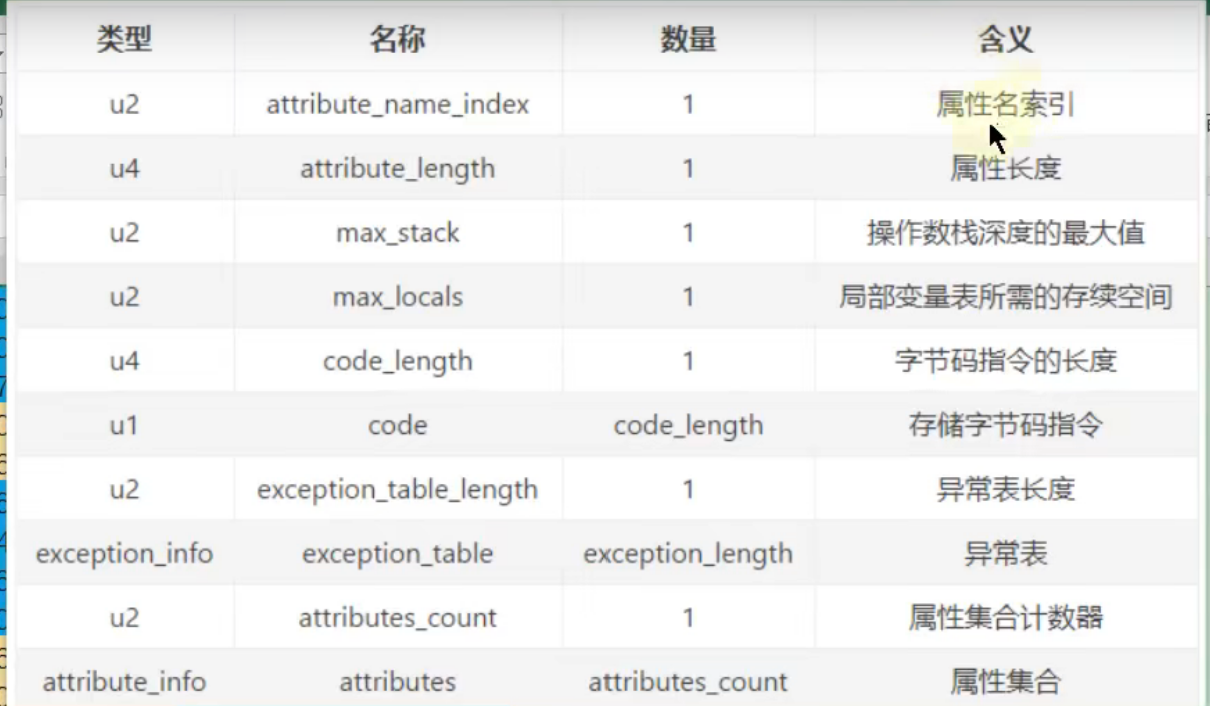 类型 名称 数量 含义
u2 attribute_name_index 1 属性名索引
u4 attribute_length 1 属性长度
u2 max_stack 1 操作数栈深度的最大值
u2 max_locals 1 局部变量表所需的存续空间
u4 code_length 1 字节码指令的长度
u1 code code_length 存储字节码指令
u2 exception_table_length 1 异常表长度
exception_info exception_table exception_length 异常表
u2 attributes_count 1 属性集合计数器
attribute_info attributes attributes_count 属性集合